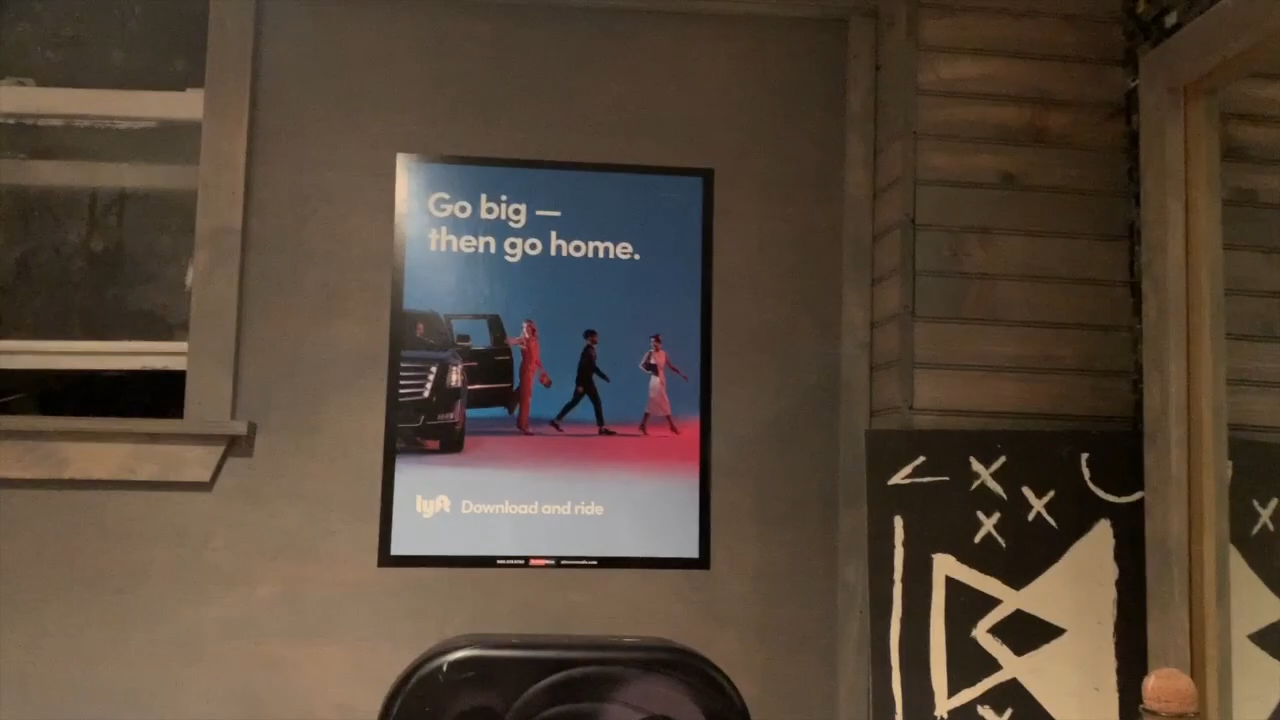 Go big —
then go home.
lyft Download and ride